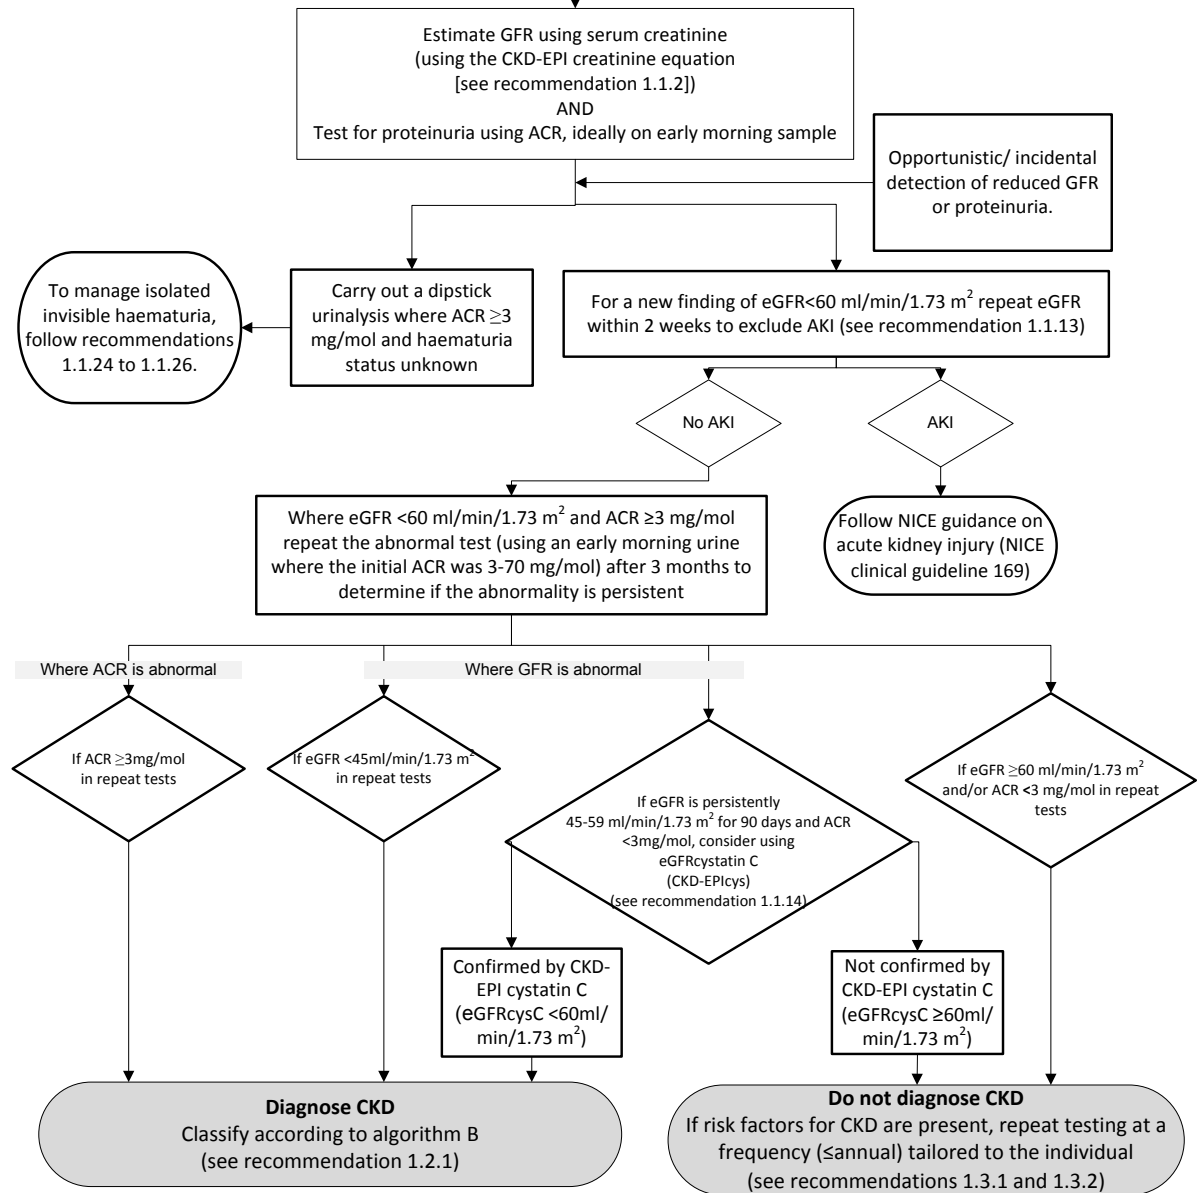 Estimate GFR using serum creatinine
(using the CKD-EPI creatinine equation
[see recommendation 1.1.2])
AND
Test for proteinuria using ACR, ideally on early morning sample
Opportunistic/ incidental
detection of reduced GFR
or proteinuria.
To manage isolated
invisible haematuria,
follow recommendations
1.1.24 to 1.1.26.
Carry out a dipstick
urinalysis where ACR ≥3
mg/mol and haematuria
status unknown
For a new finding of eGFR<60 ml/min/1.73 m² repeat eGFR
within 2 weeks to exclude AKI (see recommendation 1.1.13)
No AKI
AKI
Where eGFR <60 ml/min/1.73 m² and ACR ≥3 mg/mol
repeat the abnormal test (using an early morning urine
where the initial ACR was 3-70 mg/mol) after 3 months to
determine if the abnormality is persistent
Follow NICE guidance on
acute kidney injury (NICE
clinical guideline 169)
Where ACR is abnormal
Where GFR is abnormal
If ACR ≥3mg/mol
in repeat tests
If eGFR <45ml/min/1.73 m²
in repeat tests
If eGFR is persistently
45-59 ml/min/1.73 m² for 90 days and ACR
<3mg/mol, consider using
eGFRcystatin C
(CKD-EPIcys)
(see recommendation 1.1.14)
If eGFR ≥60 ml/min/1.73 m²
and/or ACR <3 mg/mol in repeat
tests
Confirmed by CKD-
EPI cystatin C
(eGFRcysC <60ml/
min/1.73 m²)
Not confirmed by
CKD-EPI cystatin C
(eGFRcysC ≥60ml/
min/1.73 m²)
Diagnose CKD
Classify according to algorithm B
(see recommendation 1.2.1)
Do not diagnose CKD
If risk factors for CKD are present, repeat testing at a
frequency (≤annual) tailored to the individual
(see recommendations 1.3.1 and 1.3.2)